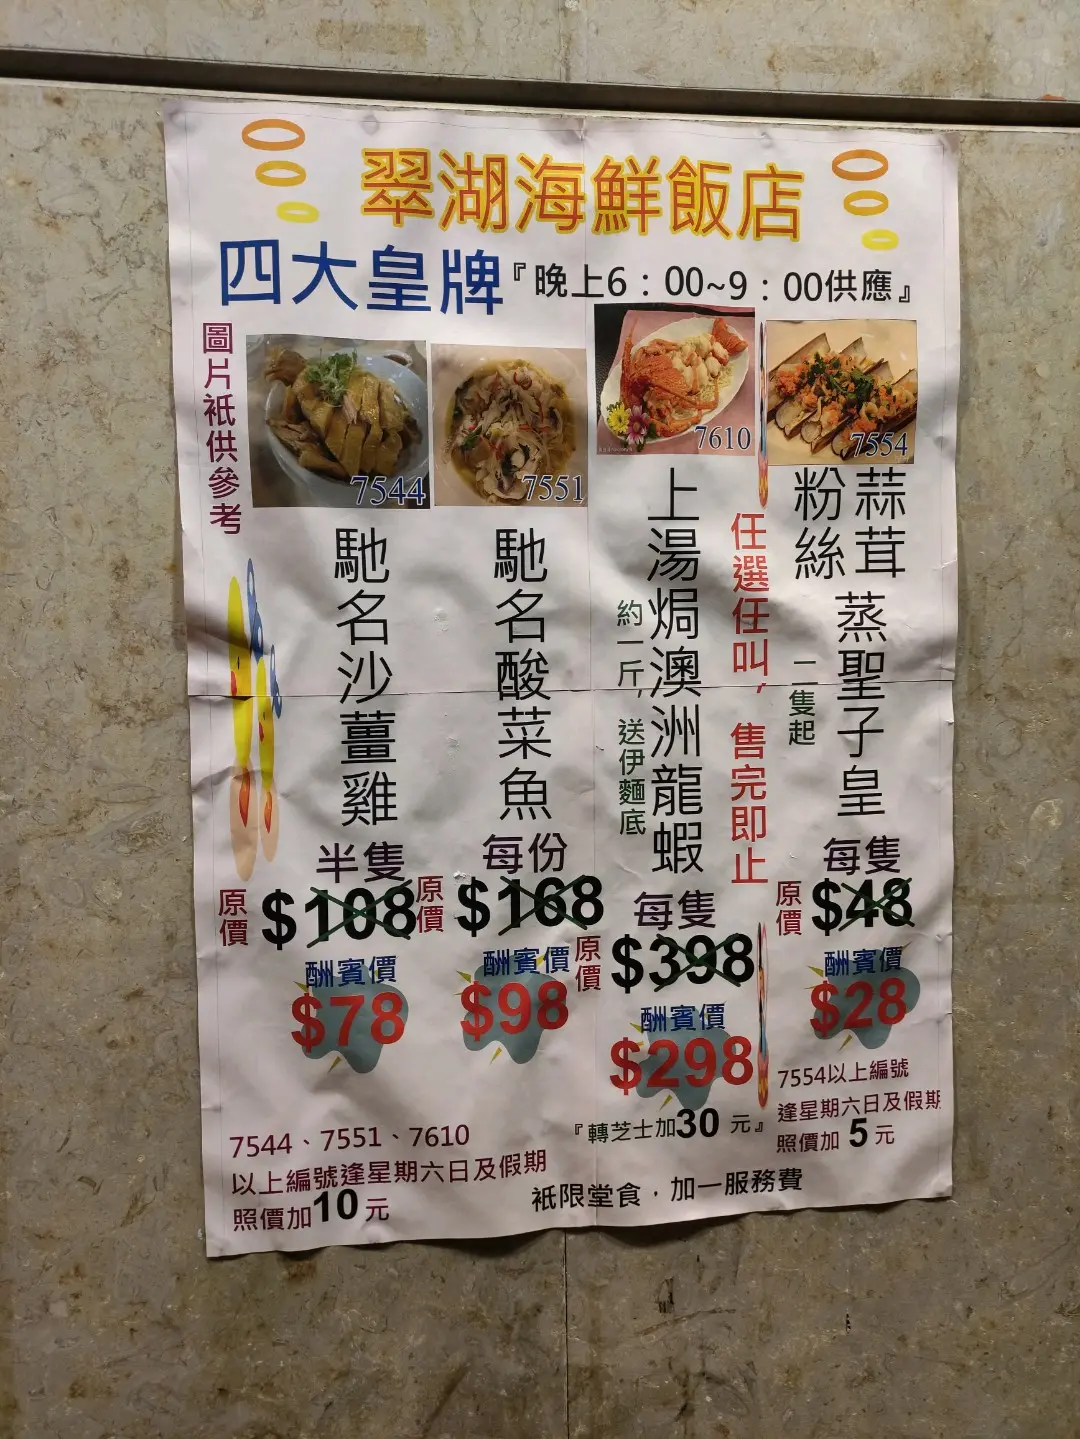 翠湖海鮮飯店
四大皇牌『晚上6：00~9：00供應』
圖片祇供參考
7544
7551
7610
7554
馳名沙薑雞
半隻
原價
$108
酬賓價
$78
馳名酸菜魚
每份
原價
$168
酬賓價
$98
上湯焗澳洲龍蝦
約一斤，送伊麵底
每隻
原價
$398
酬賓價
$298
『轉芝士加30元』
任選任叫，售完即止
蒜茸
粉絲
蒸聖子皇
二隻起
每隻
原價
$48
酬賓價
$28
7554以上編號
逢星期六日及假期
照價加 5 元
7544、7551、7610
以上編號逢星期六日及假期
照價加10元
祇限堂食，加一服務費